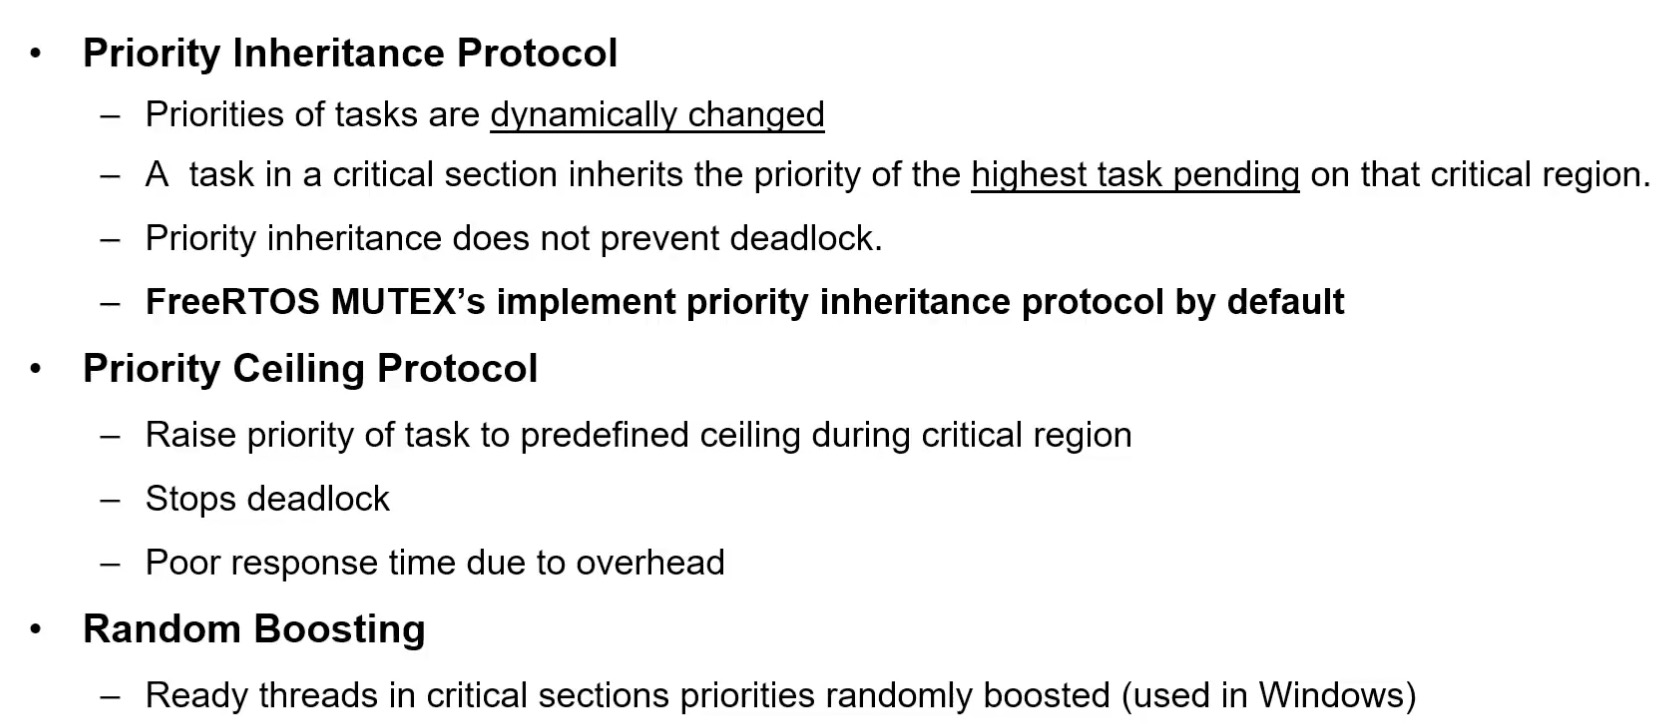 • Priority Inheritance Protocol
– Priorities of tasks are dynamically changed
– A  task in a critical section inherits the priority of the highest task pending on that critical region.
– Priority inheritance does not prevent deadlock.
– FreeRTOS MUTEX’s implement priority inheritance protocol by default
• Priority Ceiling Protocol
– Raise priority of task to predefined ceiling during critical region
– Stops deadlock
– Poor response time due to overhead
• Random Boosting
– Ready threads in critical sections priorities randomly boosted (used in Windows)